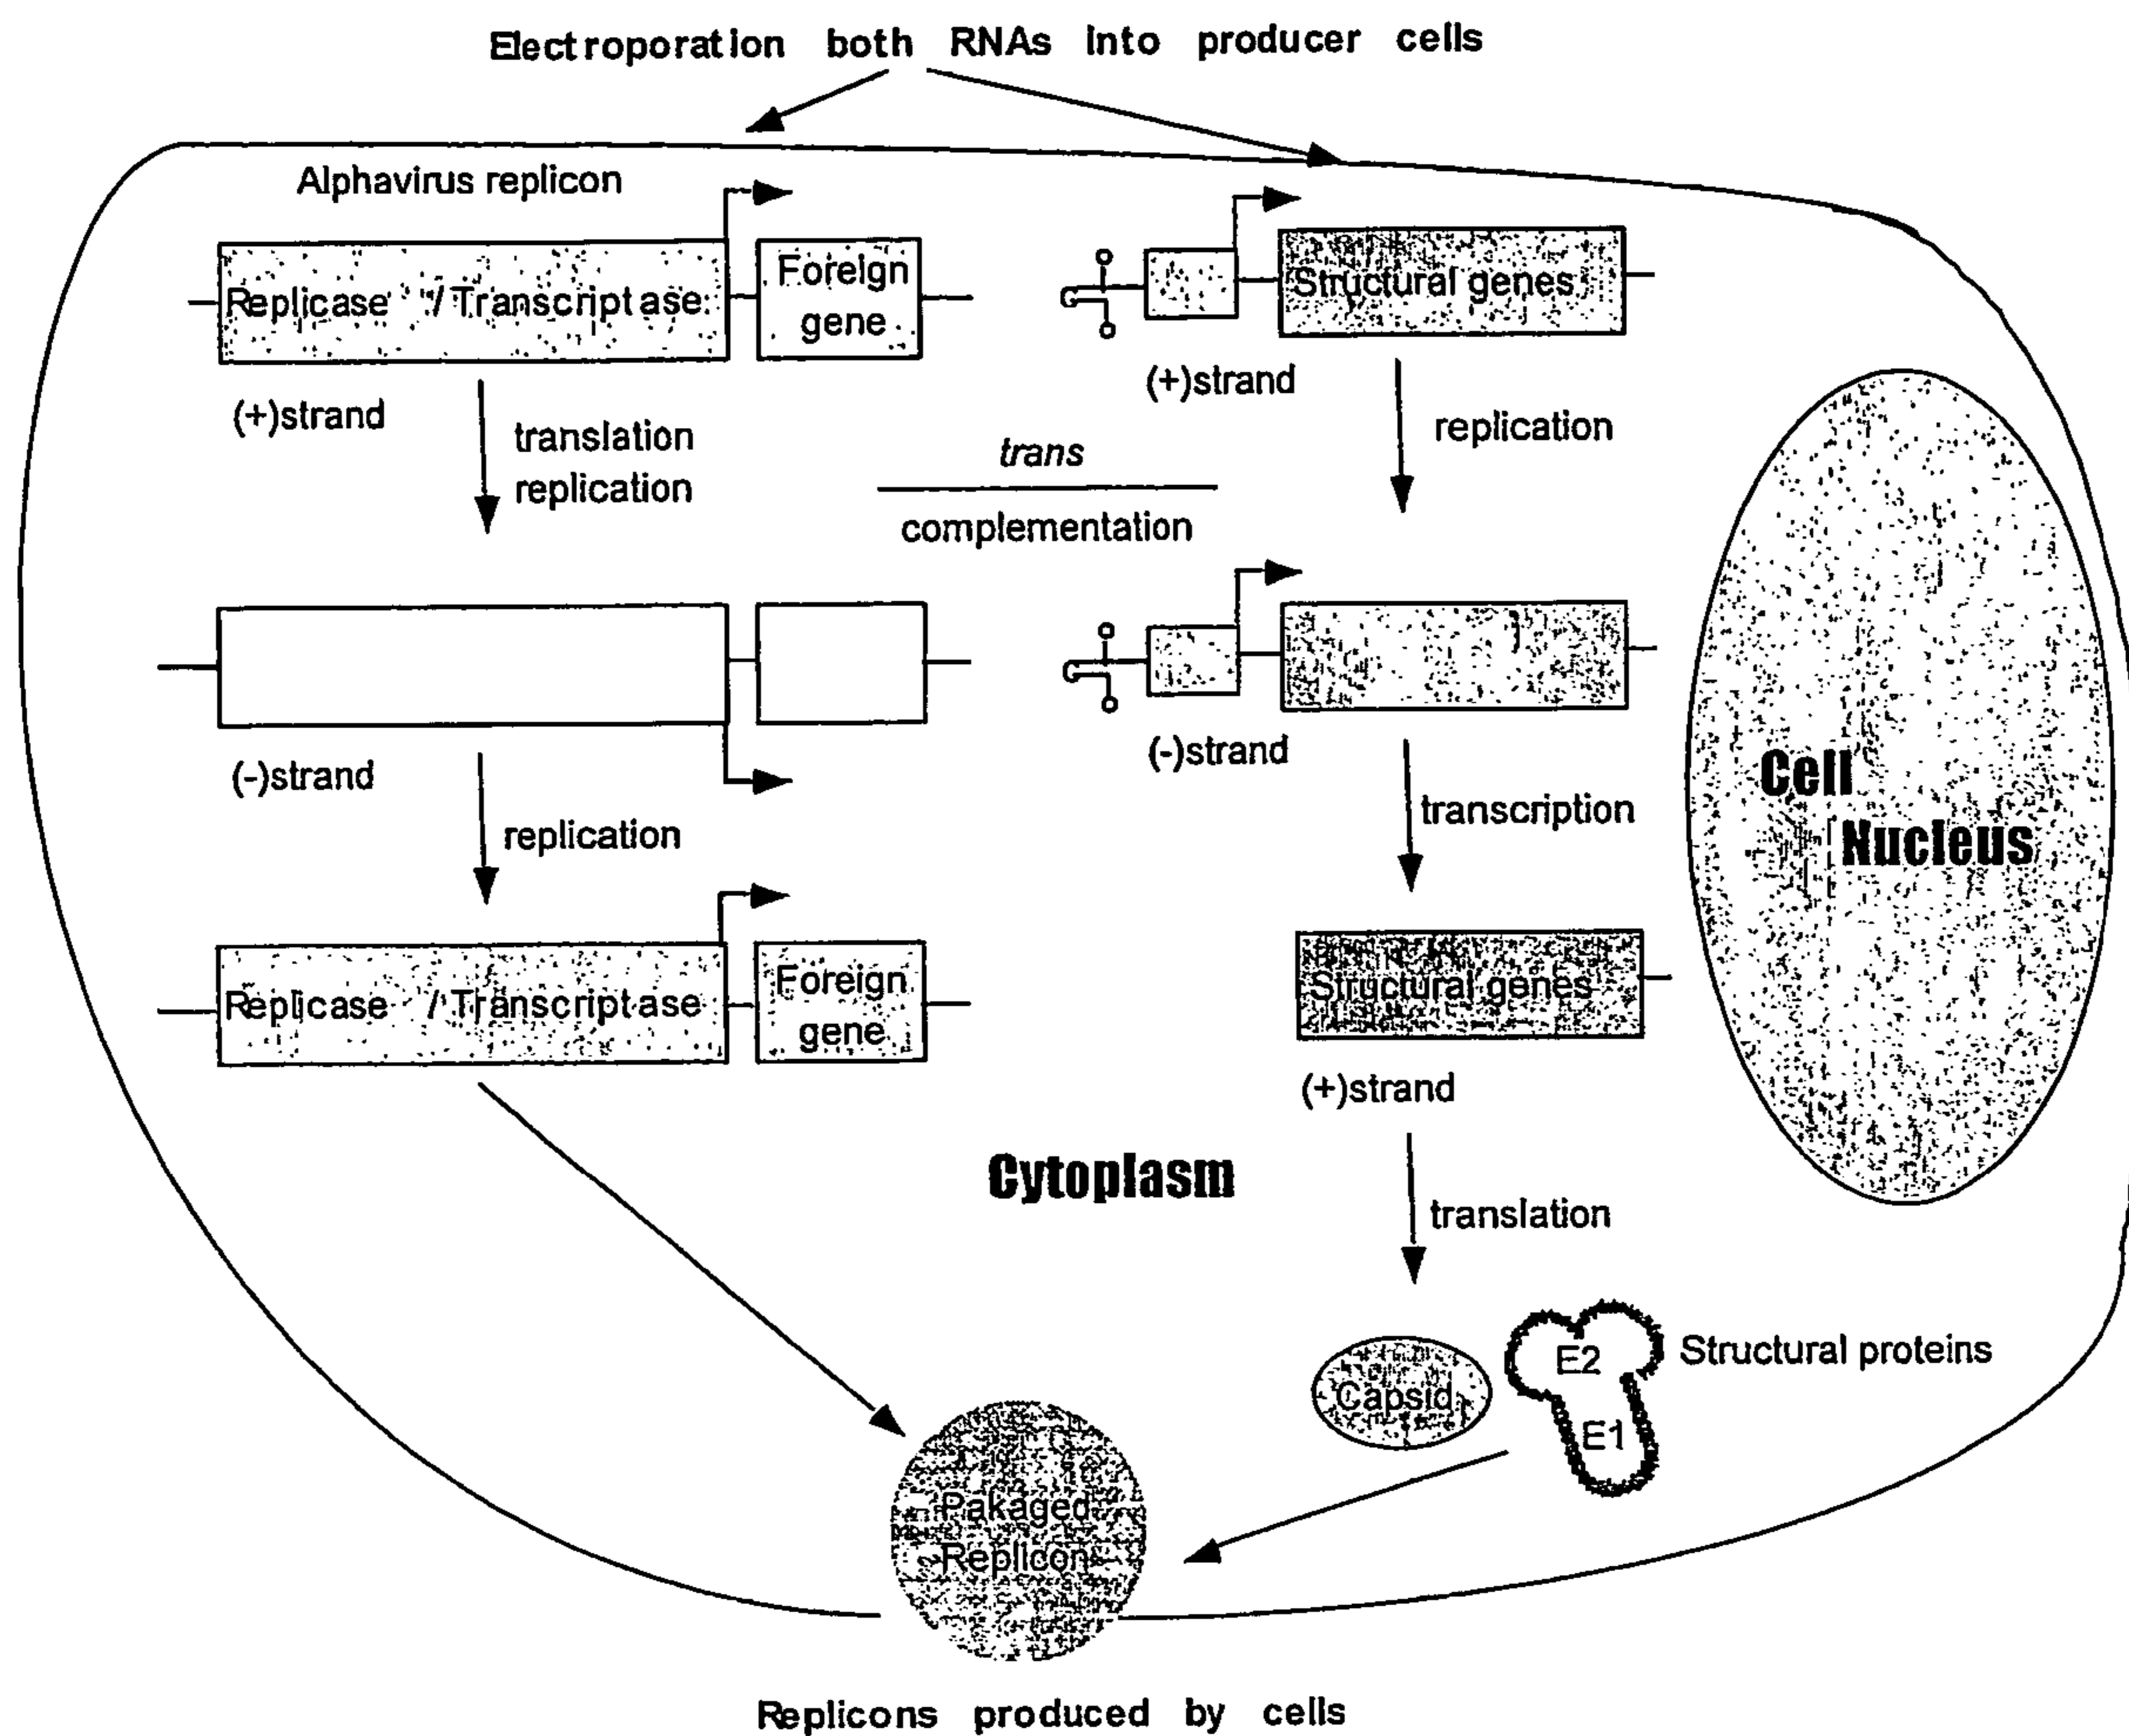 Electroporation both RNAs into producer cells
Alphavirus replicon
Replicase / Transcriptase
Foreign
gene
Structural genes
(+)strand
(+)strand
translation
replication
replication
trans
complementation
(-)strand
(-)strand
replication
transcription
Cell
Nucleus
Replicase / Transcriptase
Foreign
gene
Structural genes
(+)strand
Cytoplasm
translation
Capsid
E2
E1
Structural proteins
Pakaged
Replicon
Replicons produced by cells